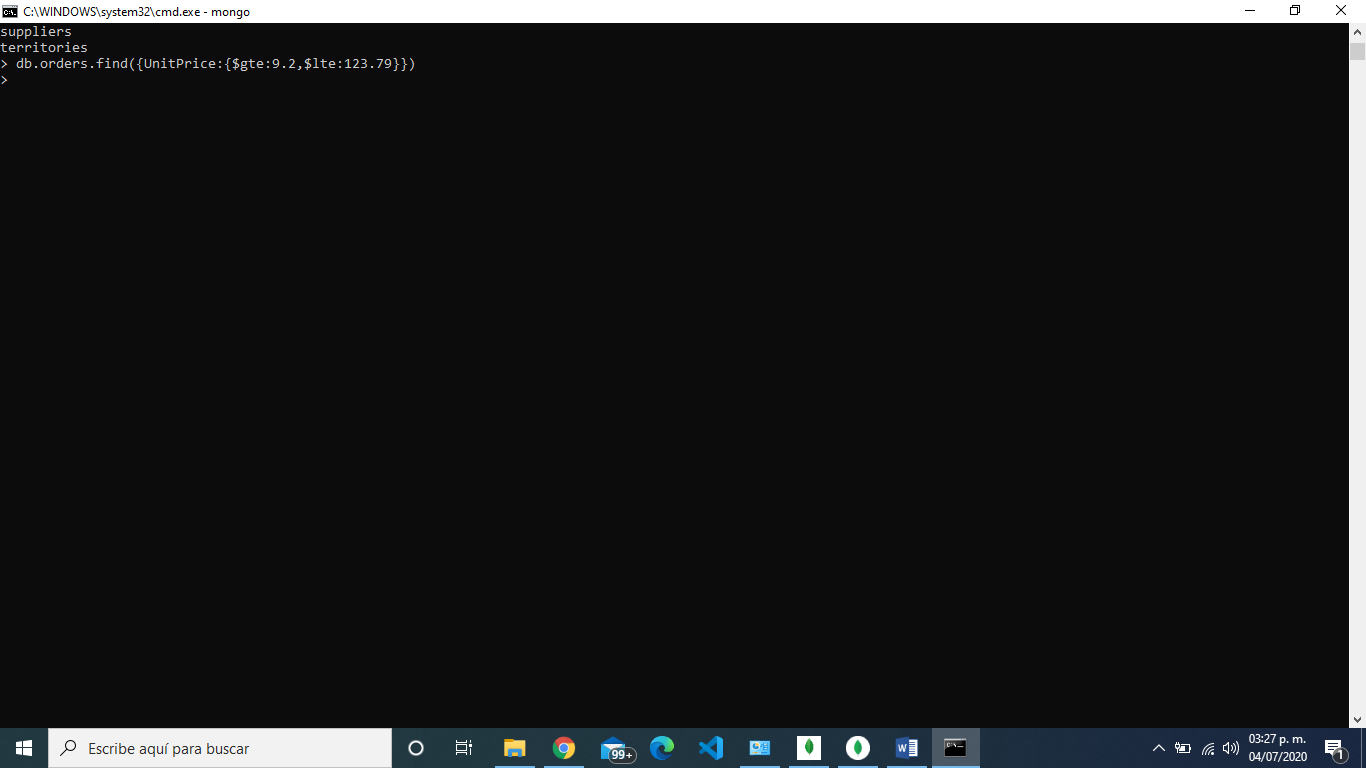 C:\WINDOWS\system32\cmd.exe - mongo
suppliers
territories
> db.orders.find({UnitPrice:{$gte:9.2,$lte:123.79}})
>
Escribe aquí para buscar
99+
03:27 p. m.
04/07/2020
1